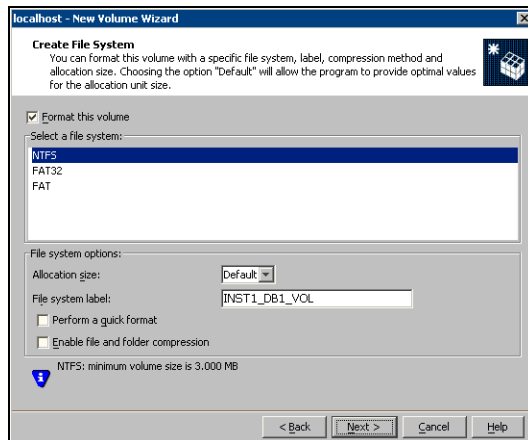 localhost - New Volume Wizard
Create File System
You can format this volume with a specific file system, label, compression method and
allocation size. Choosing the option "Default" will allow the program to provide optimal values
for the allocation unit size.
Format this volume
Select a file system:
NTFS
FAT32
FAT
File system options:
Allocation size:
Default
File system label:
INST1_DB1_VOL
Perform a quick format
Enable file and folder compression
NTFS: minimum volume size is 3.000 MB
< Back
Next >
Cancel
Help